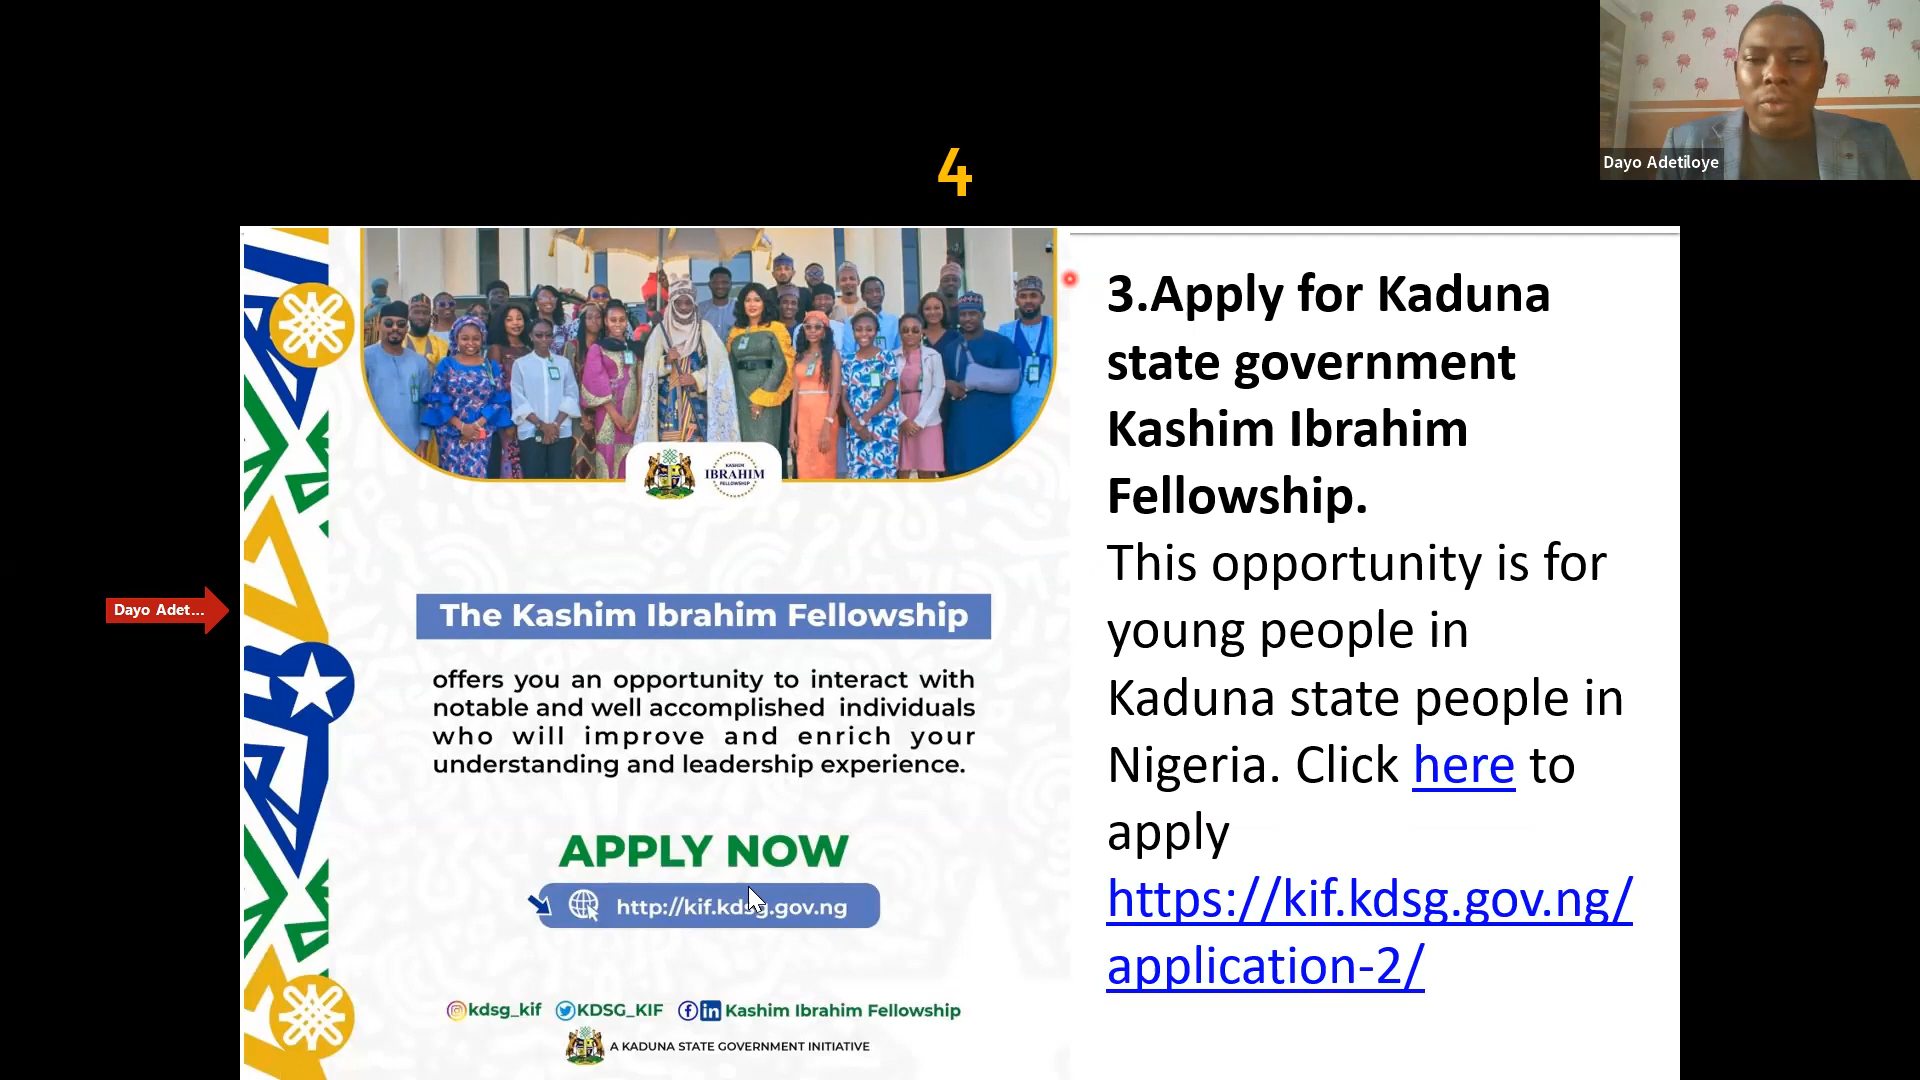 4
Dayo Adetiloye
Dayo Adet...
KASHIM
IBRAHIM
FELLOWSHIP
The Kashim Ibrahim Fellowship
offers you an opportunity to interact with
notable and well accomplished individuals
who will improve and enrich your
understanding and leadership experience.
APPLY NOW
http://kif.kdsg.gov.ng
kdsg_kif KDSG_KIF Kashim Ibrahim Fellowship
A KADUNA STATE GOVERNMENT INITIATIVE
3.Apply for Kaduna
state government
Kashim Ibrahim
Fellowship.
This opportunity is for
young people in
Kaduna state people in
Nigeria. Click here to
apply
https://kif.kdsg.gov.ng/
application-2/